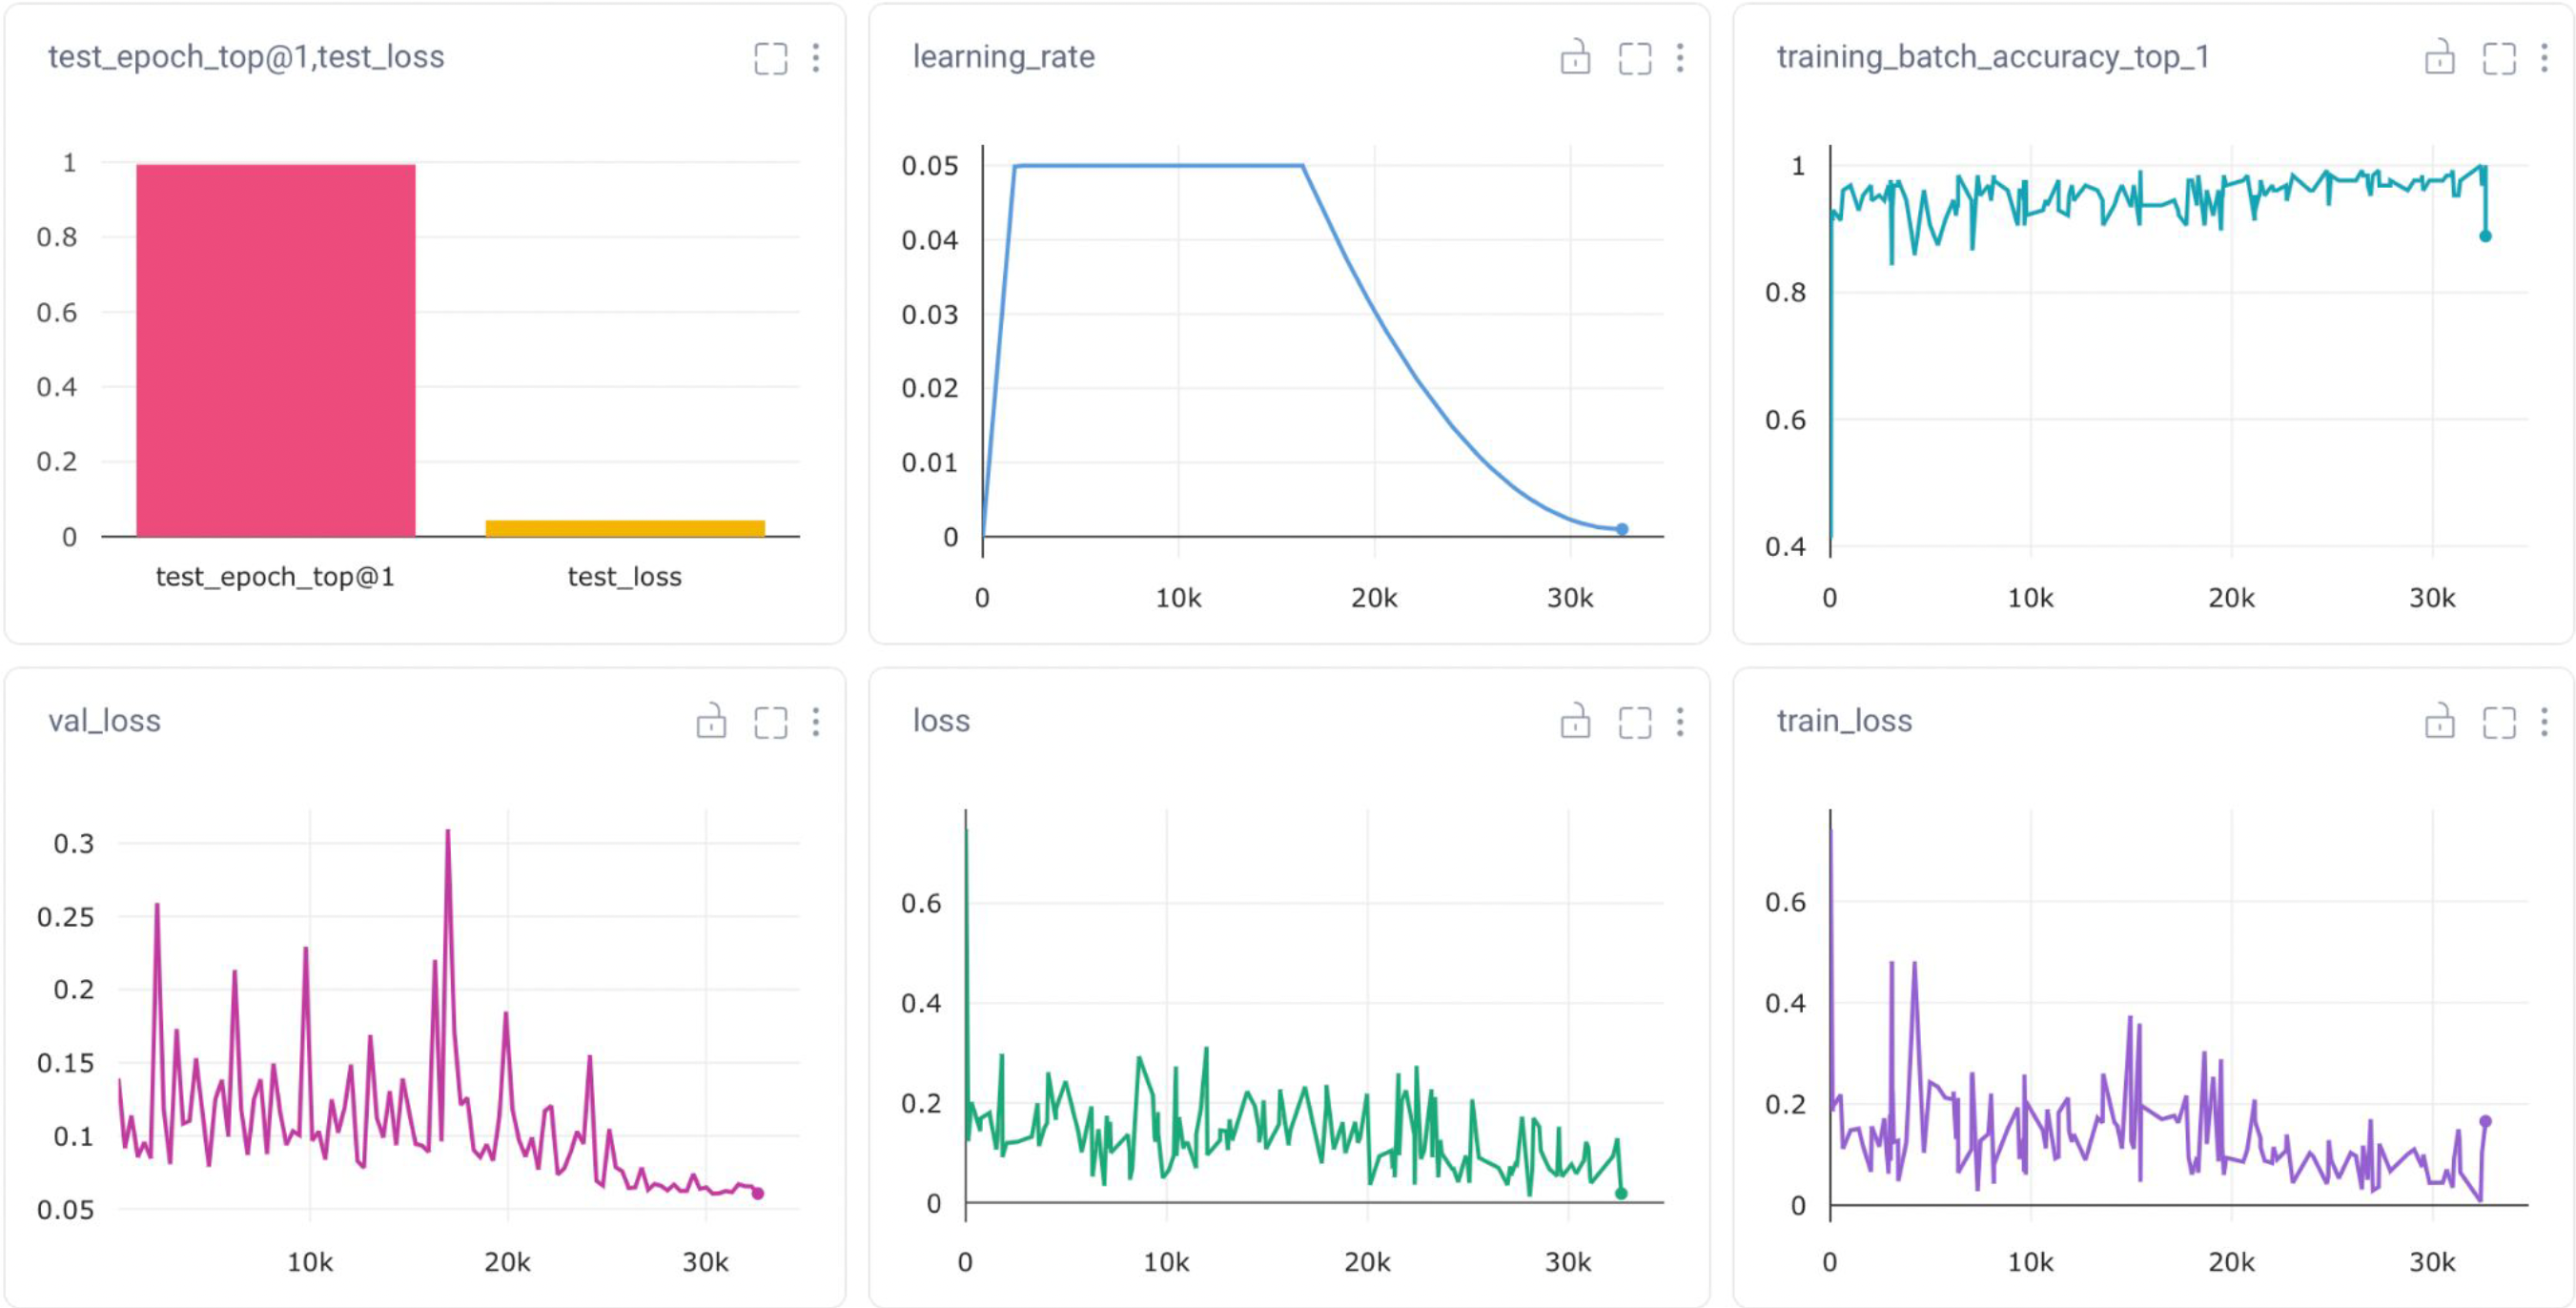 test_epoch_top@1,test_loss
1
0.8
0.6
0.4
0.2
0
test_epoch_top@1 test_loss
learning_rate
0.05
0.04
0.03
0.02
0.01
0
0 10k 20k 30k
training_batch_accuracy_top_1
1
0.8
0.6
0.4
0 10k 20k 30k
val_loss
0.3
0.25
0.2
0.15
0.1
0.05
10k 20k 30k
loss
0.6
0.4
0.2
0
0 10k 20k 30k
train_loss
0.6
0.4
0.2
0
0 10k 20k 30k